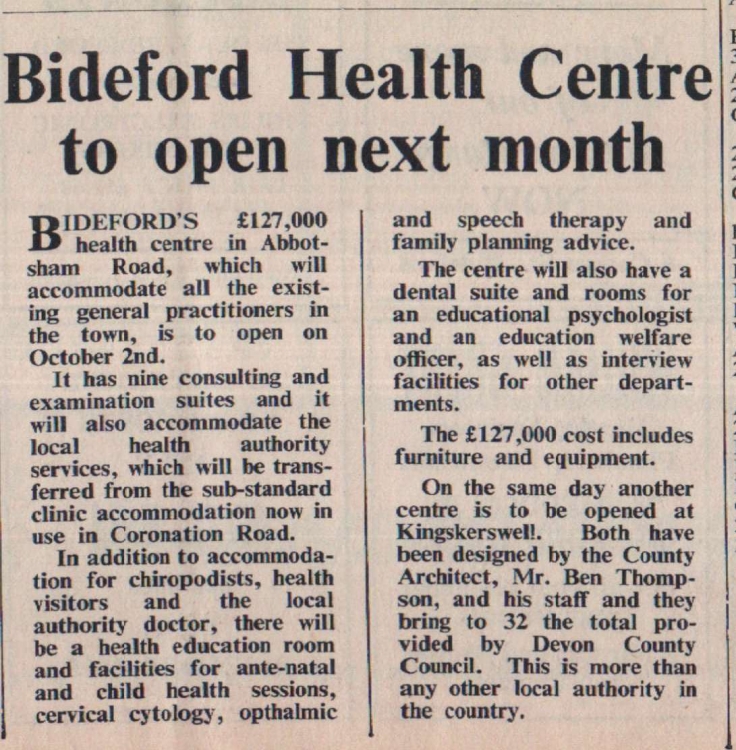 Bideford Health Centre
to open next month
BIDEFORD'S £127,000
health centre in Abbot-
sham Road, which will
accommodate all the exist-
ing general practitioners in
the town, is to open on
October 2nd.
It has nine consulting and
examination suites and it
will also accommodate the
local health authority
services, which will be trans-
ferred from the sub-standard
clinic accommodation now in
use in Coronation Road.
In addition to accommoda-
tion for chiropodists, health
visitors and the local
authority doctor, there will
be a health education room
and facilities for ante-natal
and child health sessions,
cervical cytology, opthalmic
and speech therapy and
family planning advice.
The centre will also have a
dental suite and rooms for
an educational psychologist
and an education welfare
officer, as well as interview
facilities for other depart-
ments.
The £127,000 cost includes
furniture and equipment.
On the same day another
centre is to be opened at
Kingskerswell. Both have
been designed by the County
Architect, Mr. Ben Thomp-
son, and his staff and they
bring to 32 the total pro-
vided by Devon County
Council. This is more than
any other local authority in
the country.